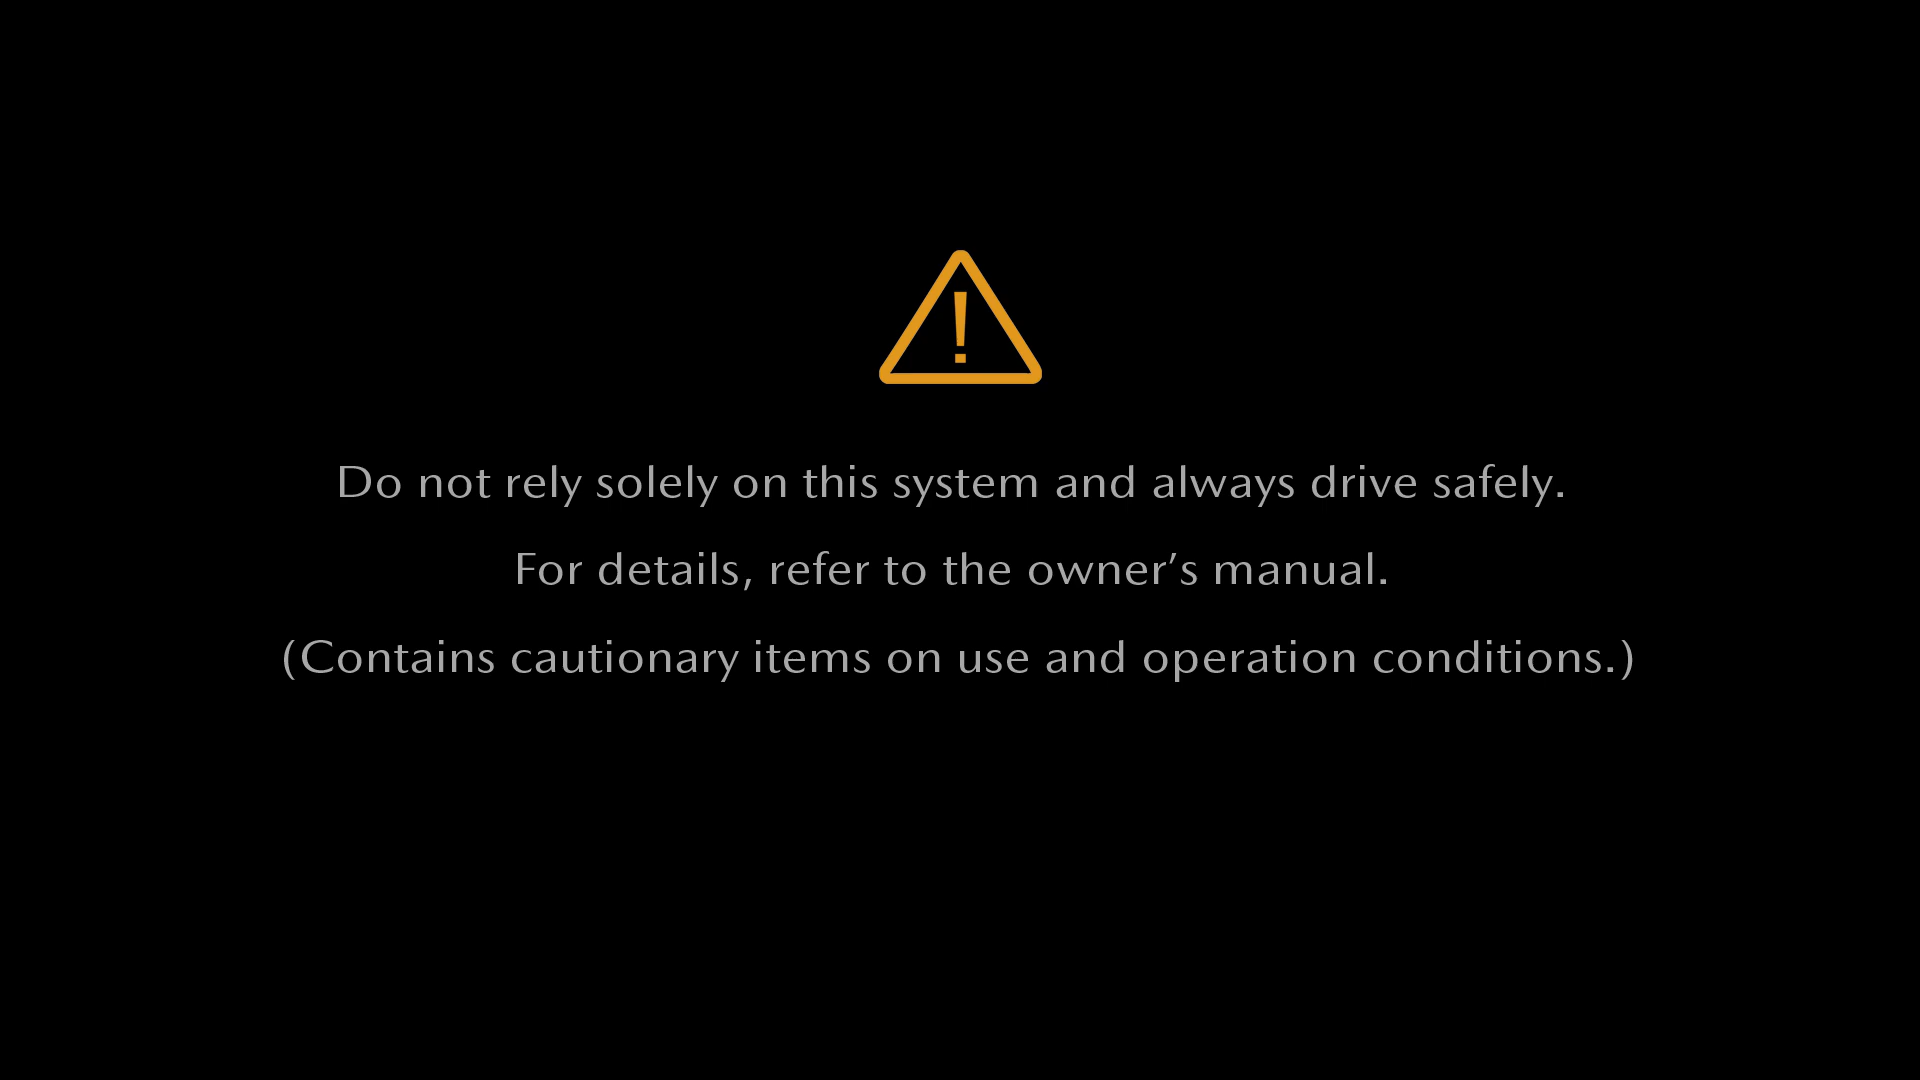 Do not rely solely on this system and always drive safely.
For details, refer to the owner’s manual.
(Contains cautionary items on use and operation conditions.)